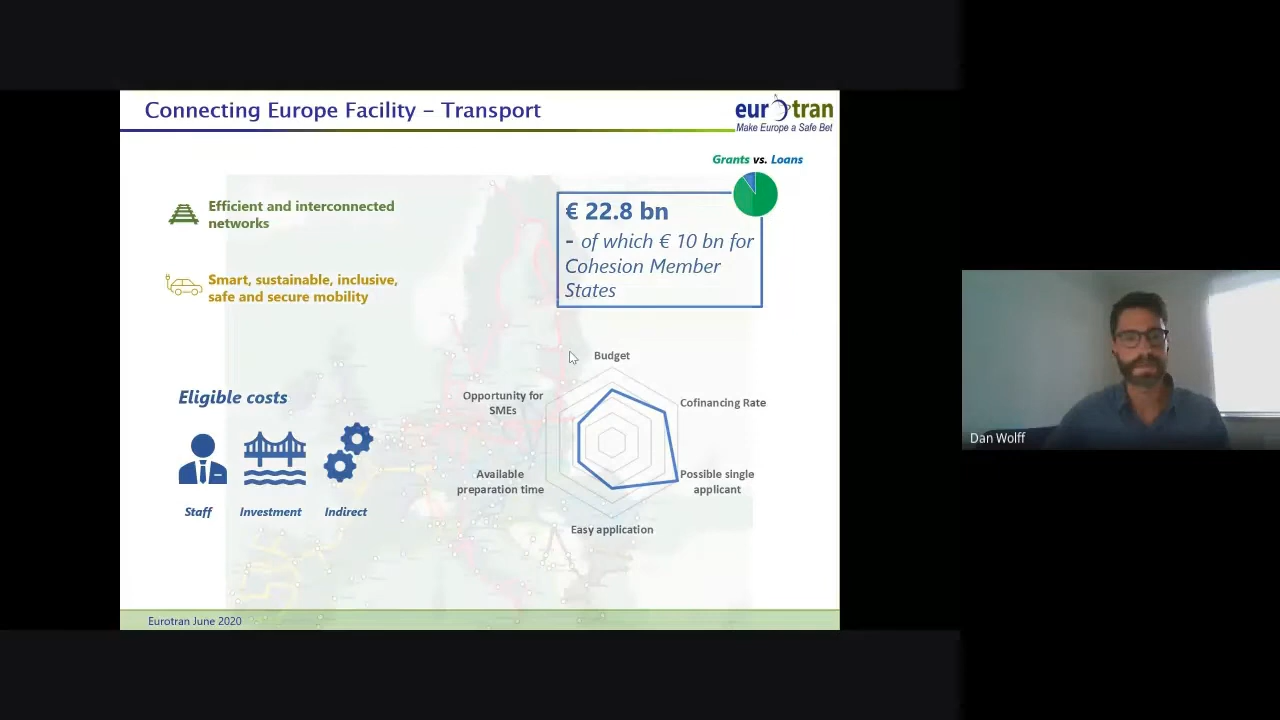 Connecting Europe Facility – Transport
eur tran
Make Europe a Safe Bet
Grants vs. Loans
Efficient and interconnected
networks
€ 22.8 bn
- of which € 10 bn for
Cohesion Member
States
Smart, sustainable, inclusive,
safe and secure mobility
Budget
Cofinancing Rate
Possible single
applicant
Easy application
Available
preparation time
Opportunity for
SMEs
Eligible costs
Staff
Investment
Indirect
Eurotran June 2020
Dan Wolff